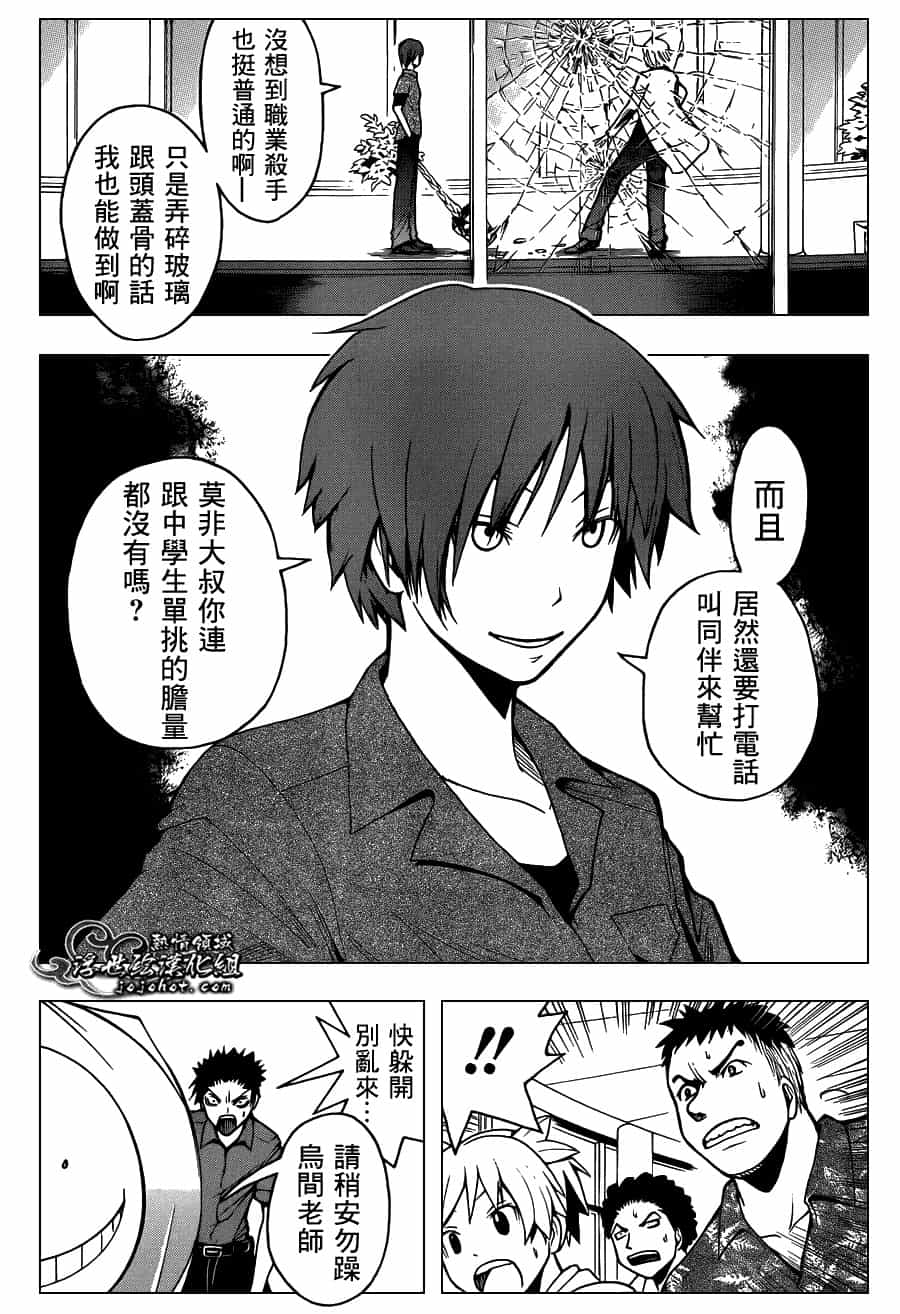 沒想到職業殺手
也挺普通的啊ー
只是弄碎玻璃
跟頭蓋骨的話
我也能做到啊
而且
居然還要打電話
叫同伴來幫忙
莫非大叔你連
跟中學生單挑的膽量
都沒有嗎?
熱情領域
浮世绘漢化組
jojohot.com
!!
快躲開
別亂來…
請稍安勿躁
烏間老師